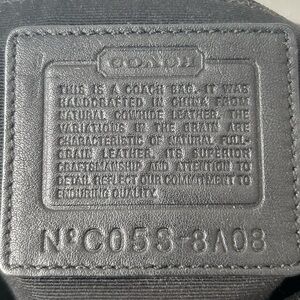 COACH
THIS IS A COACH BAG. IT WAS
HANDCRAFTED IN CHINA FROM
NATURAL COWHIDE LEATHER. THE
VARIATIONS IN THE GRAIN ARE
CHARACTERISTIC OF NATURAL FULL-
GRAIN LEATHER. ITS SUPERIOR
CRAFTSMANSHIP AND ATTENTION TO
DETAIL REFLECT OUR COMMITMENT TO
ENDURING QUALITY.
NºC05S-8A08